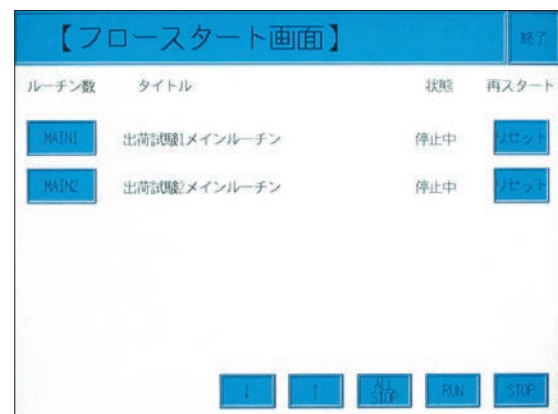 【フロースタート画面】 終了
ルーチン数 タイトル 状態 再スタート
MAIN1 出荷試験1メインルーチン 停止中 リセット
MAIN2 出荷試験2メインルーチン 停止中 リセット
↓ ↑ ALL STOP RUN STOP